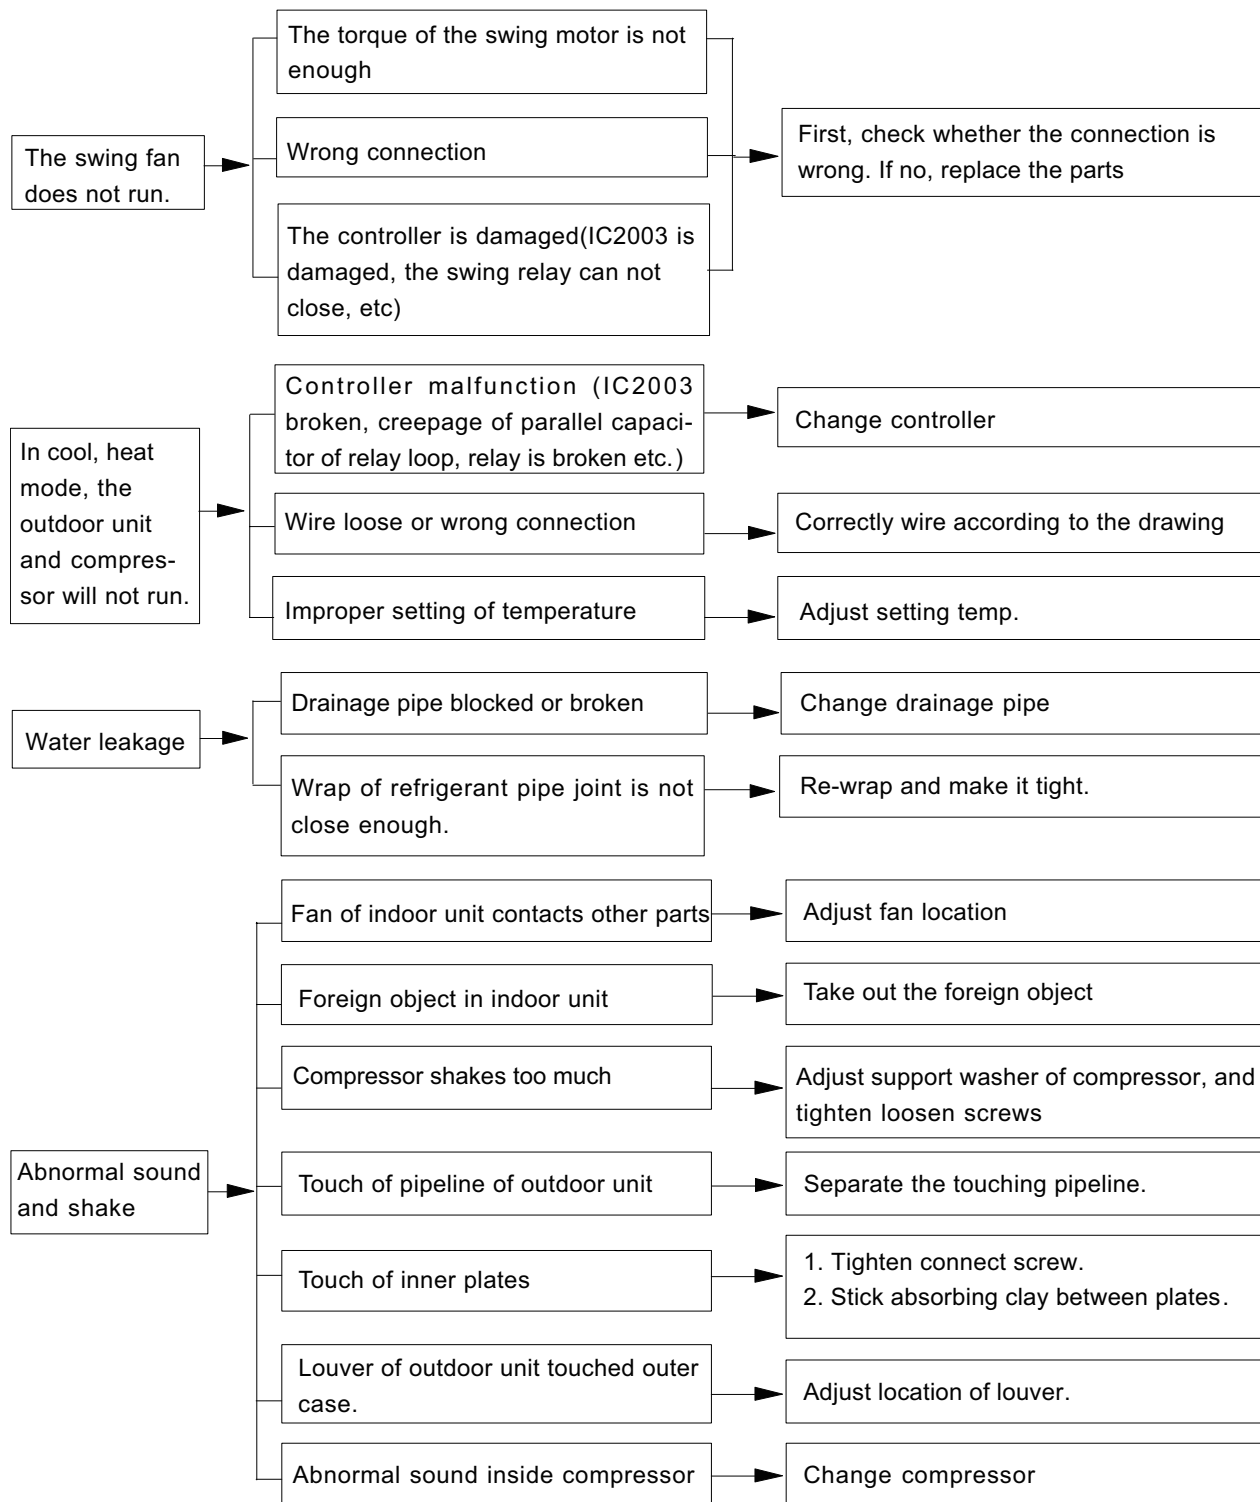 The torque of the swing motor is not
enough
The swing fan
does not run.
Wrong connection
First, check whether the connection is
wrong. If no, replace the parts
The controller is damaged(IC2003 is
damaged, the swing relay can not
close, etc)
In cool, heat
mode, the
outdoor unit
and compres-
sor will not run.
Controller malfunction (IC2003
broken, creepage of parallel capaci-
tor of relay loop, relay is broken etc.)
Change controller
Wire loose or wrong connection
Correctly wire according to the drawing
Improper setting of temperature
Adjust setting temp.
Water leakage
Drainage pipe blocked or broken
Change drainage pipe
Wrap of refrigerant pipe joint is not
close enough.
Re-wrap and make it tight.
Abnormal sound
and shake
Fan of indoor unit contacts other parts
Adjust fan location
Foreign object in indoor unit
Take out the foreign object
Compressor shakes too much
Adjust support washer of compressor, and
tighten loosen screws
Touch of pipeline of outdoor unit
Separate the touching pipeline.
Touch of inner plates
1. Tighten connect screw.
2. Stick absorbing clay between plates.
Louver of outdoor unit touched outer
case.
Adjust location of louver.
Abnormal sound inside compressor
Change compressor